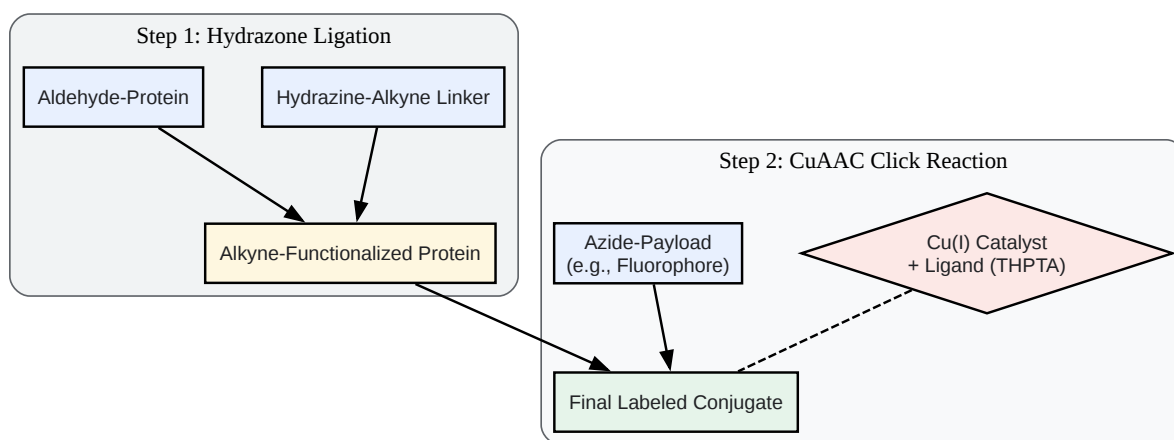 Step 1: Hydrazone Ligation
Aldehyde-Protein
Hydrazine-Alkyne Linker
Alkyne-Functionalized Protein
Step 2: CuAAC Click Reaction
Azide-Payload
(e.g., Fluorophore)
Cu(I) Catalyst
+ Ligand (THPTA)
Final Labeled Conjugate